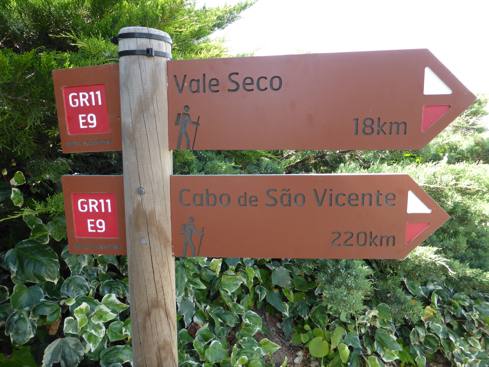 GR11
E9
Vale Seco
18km
GR11
E9
Cabo de São Vicente
220km